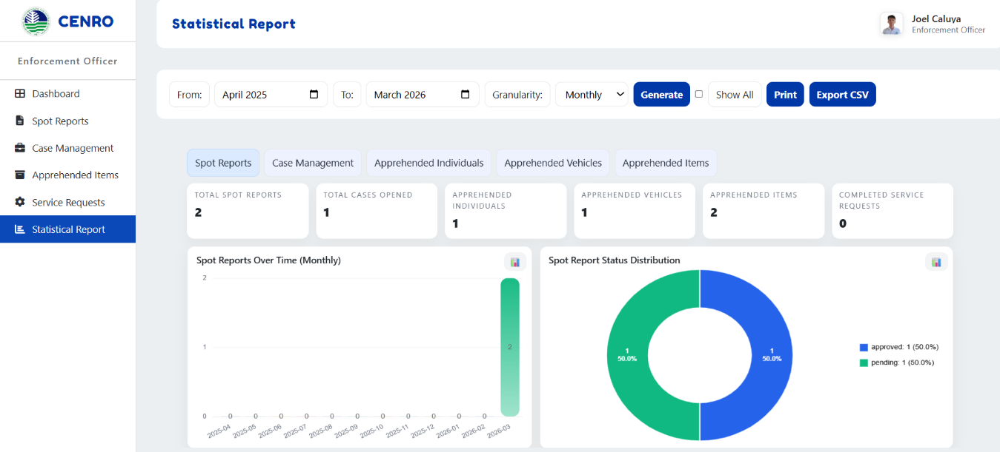 CENRO
Enforcement Officer
Dashboard
Spot Reports
Case Management
Apprehended Items
Service Requests
Statistical Report
Statistical Report
Joel Caluya
Enforcement Officer
From: April 2025 To: March 2026 Granularity: Monthly Generate Show All Print Export CSV
Spot Reports Case Management Apprehended Individuals Apprehended Vehicles Apprehended Items
TOTAL SPOT REPORTS
2
TOTAL CASES OPENED
1
APPREHENDED
INDIVIDUALS
1
APPREHENDED VEHICLES
1
APPREHENDED ITEMS
2
COMPLETED SERVICE
REQUESTS
0
Spot Reports Over Time (Monthly)
2
1
0
0 0 0 0 0 0 0 0 0 0 0 2
2025-04 2025-05 2025-06 2025-07 2025-08 2025-09 2025-10 2025-11 2025-12 2026-01 2026-02 2026-03
Spot Report Status Distribution
1
50.0%
1
50.0%
approved: 1 (50.0%)
pending: 1 (50.0%)